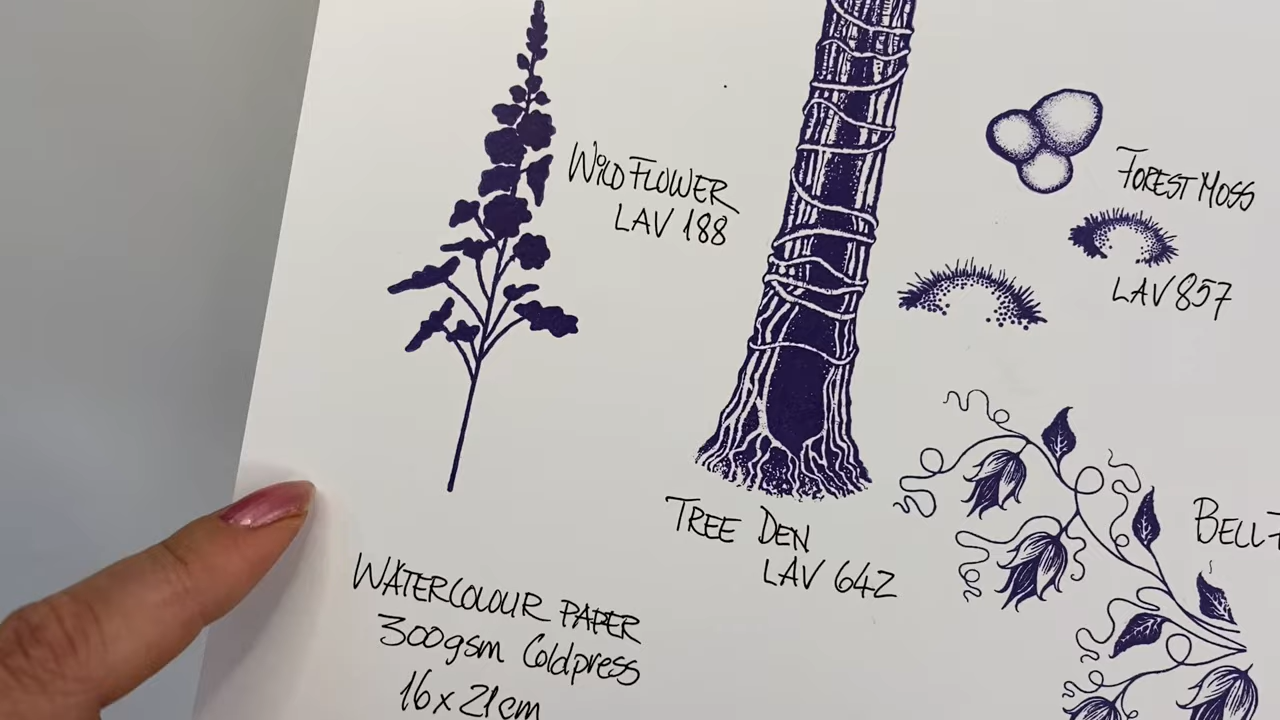 WILDFLOWER
LAV 188
FOREST MOSS
LAV 857
TREE DEN
LAV 642
WATERCOLOUR PAPER
300gsm Coldpress
16x21cm